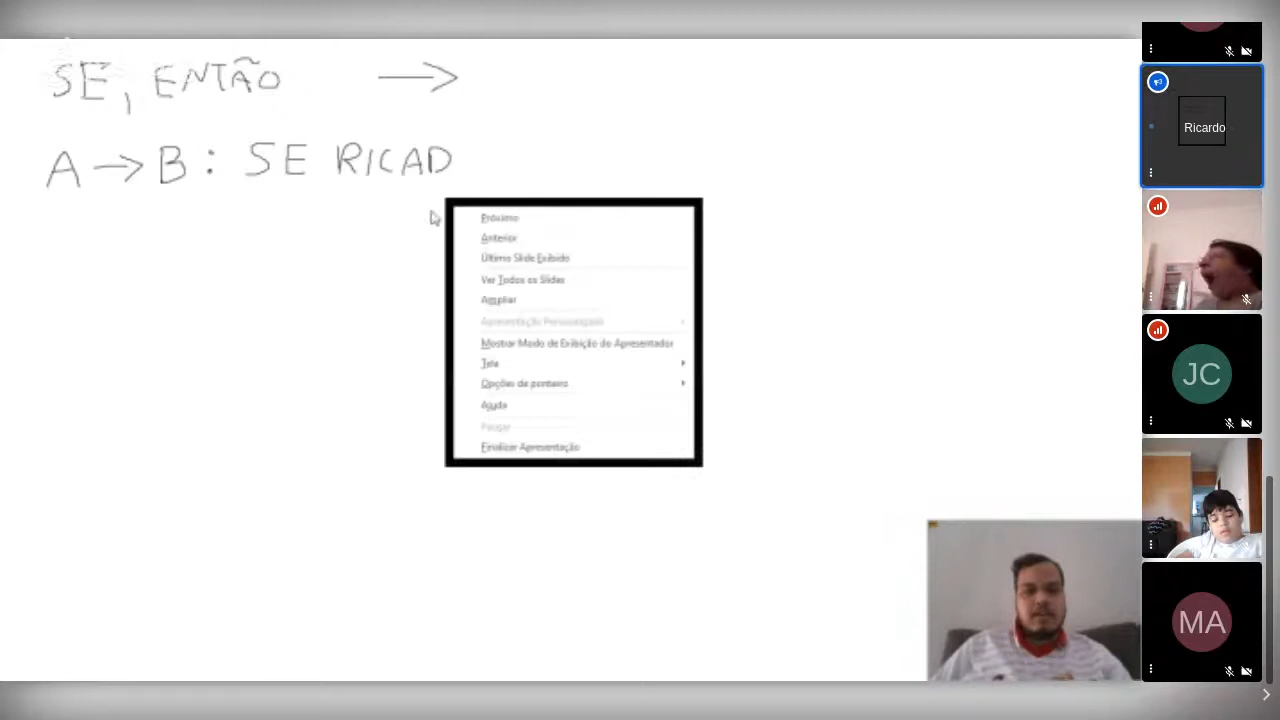 SE, ENTÃO →
A → B : SE RICAD
Próximo
Anterior
Último Slide Exibido
Ver Todos os Slides
Ampliar
Apresentação Personalizada
Mostrar Modo de Exibição do Apresentador
Tela
Opções de ponteiro
Ajuda
Pausar
Finalizar Apresentação
Ricardo
JC
MA